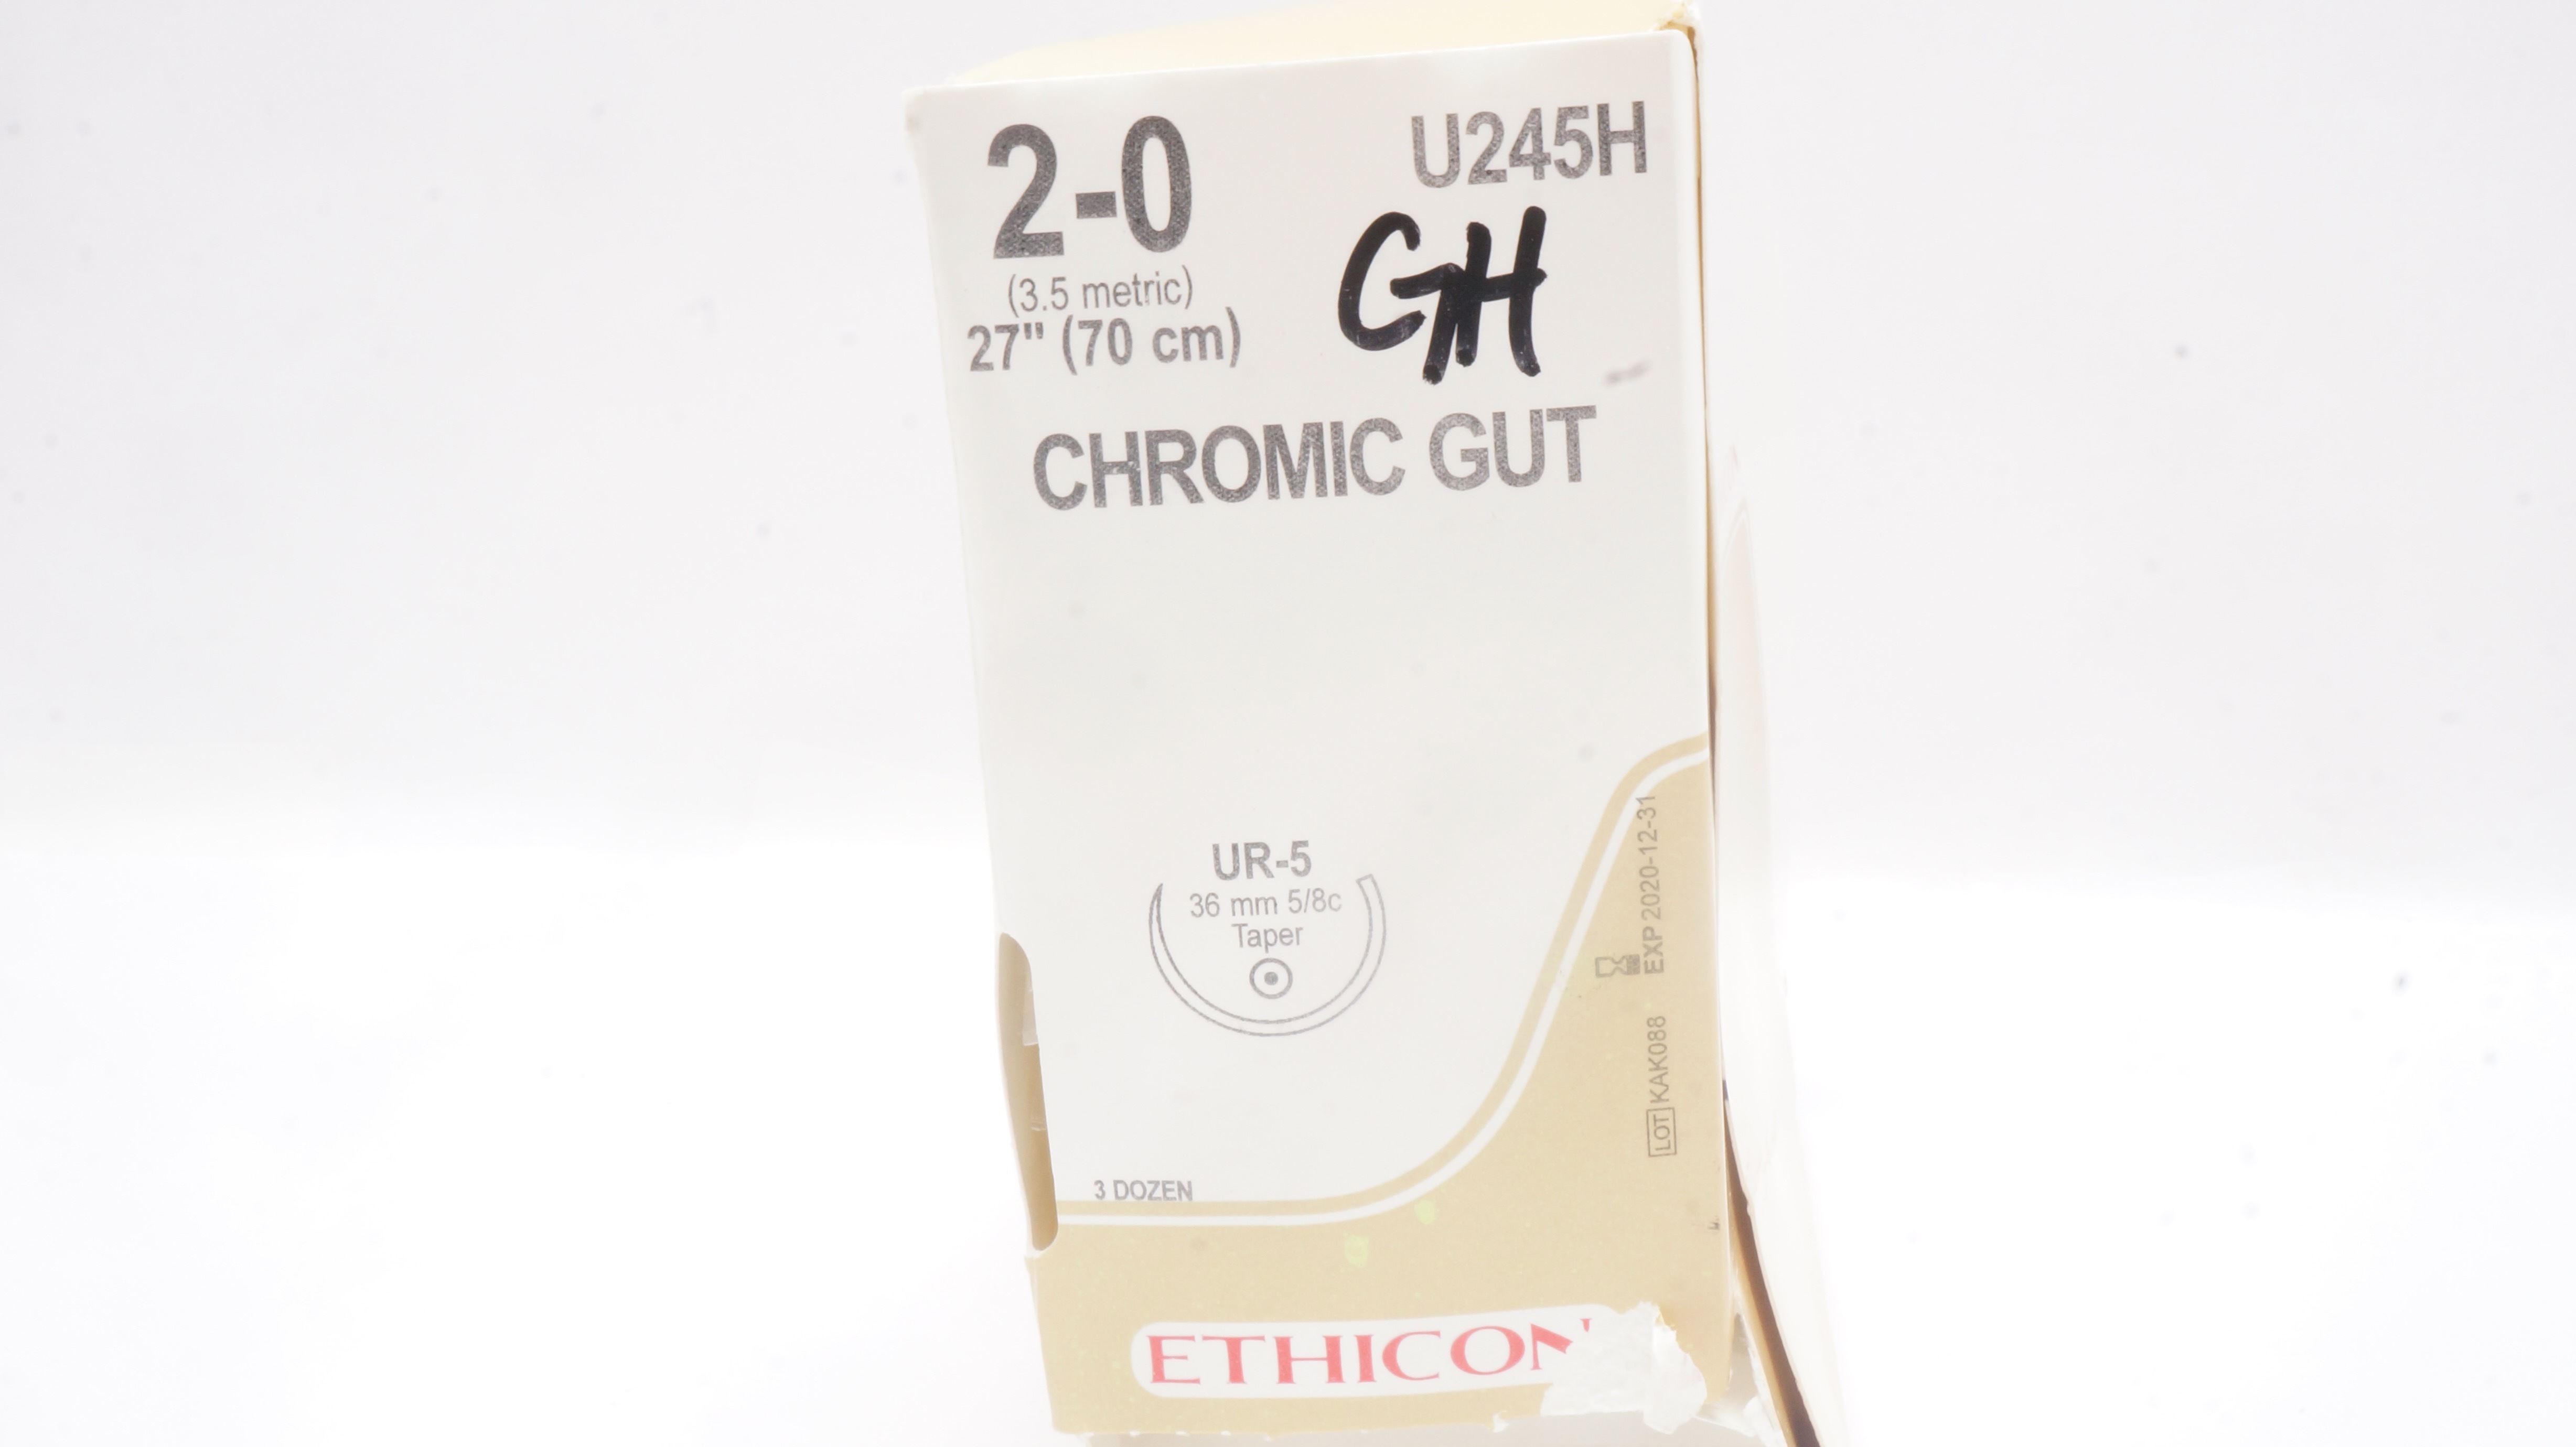 2-0
U245H
(3.5 metric)
27" (70 cm)
GH
CHROMIC GUT
UR-5
36 mm 5/8c
Taper
EXP 2020-12-31
LOT KAK088
3 DOZEN
ETHICON